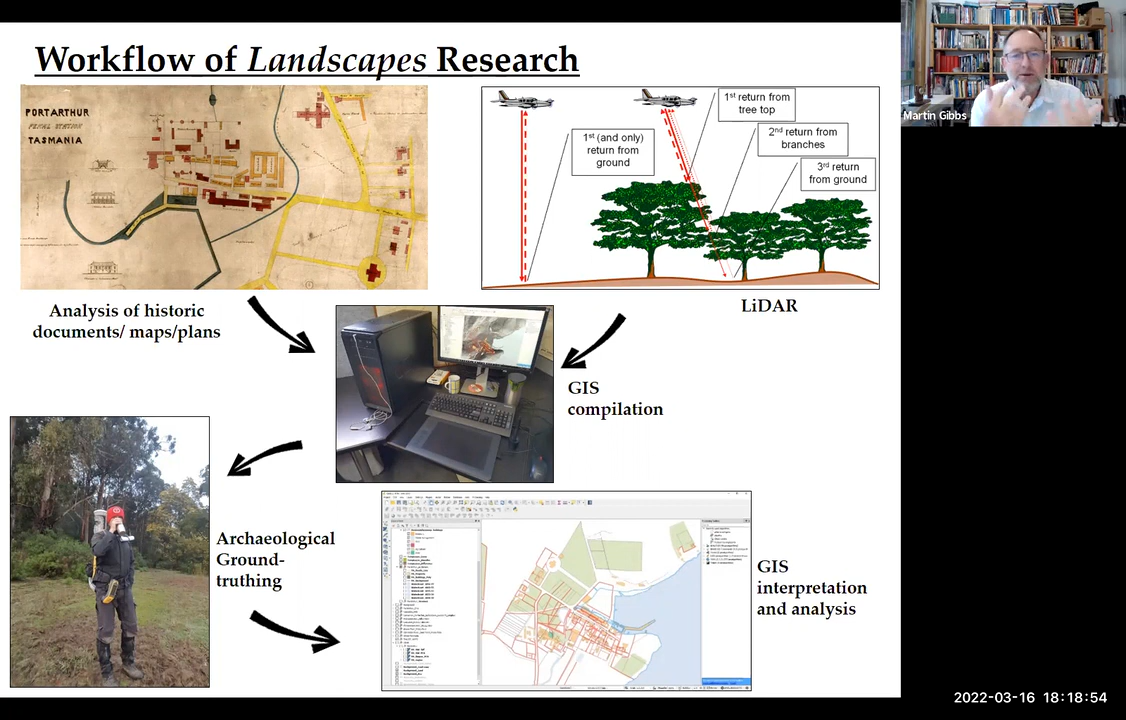 Workflow of Landscapes Research
PORT ARTHUR
PENAL STATION
TASMANIA
1st (and only)
return from
ground
1st return from
tree top
2nd return from
branches
3rd return
from ground
Martin Gibbs
Analysis of historic
documents/ maps/plans
LiDAR
GIS
compilation
Archaeological
Ground-
truthing
GIS
interpretation
and analysis
2022-03-16 18:18:54